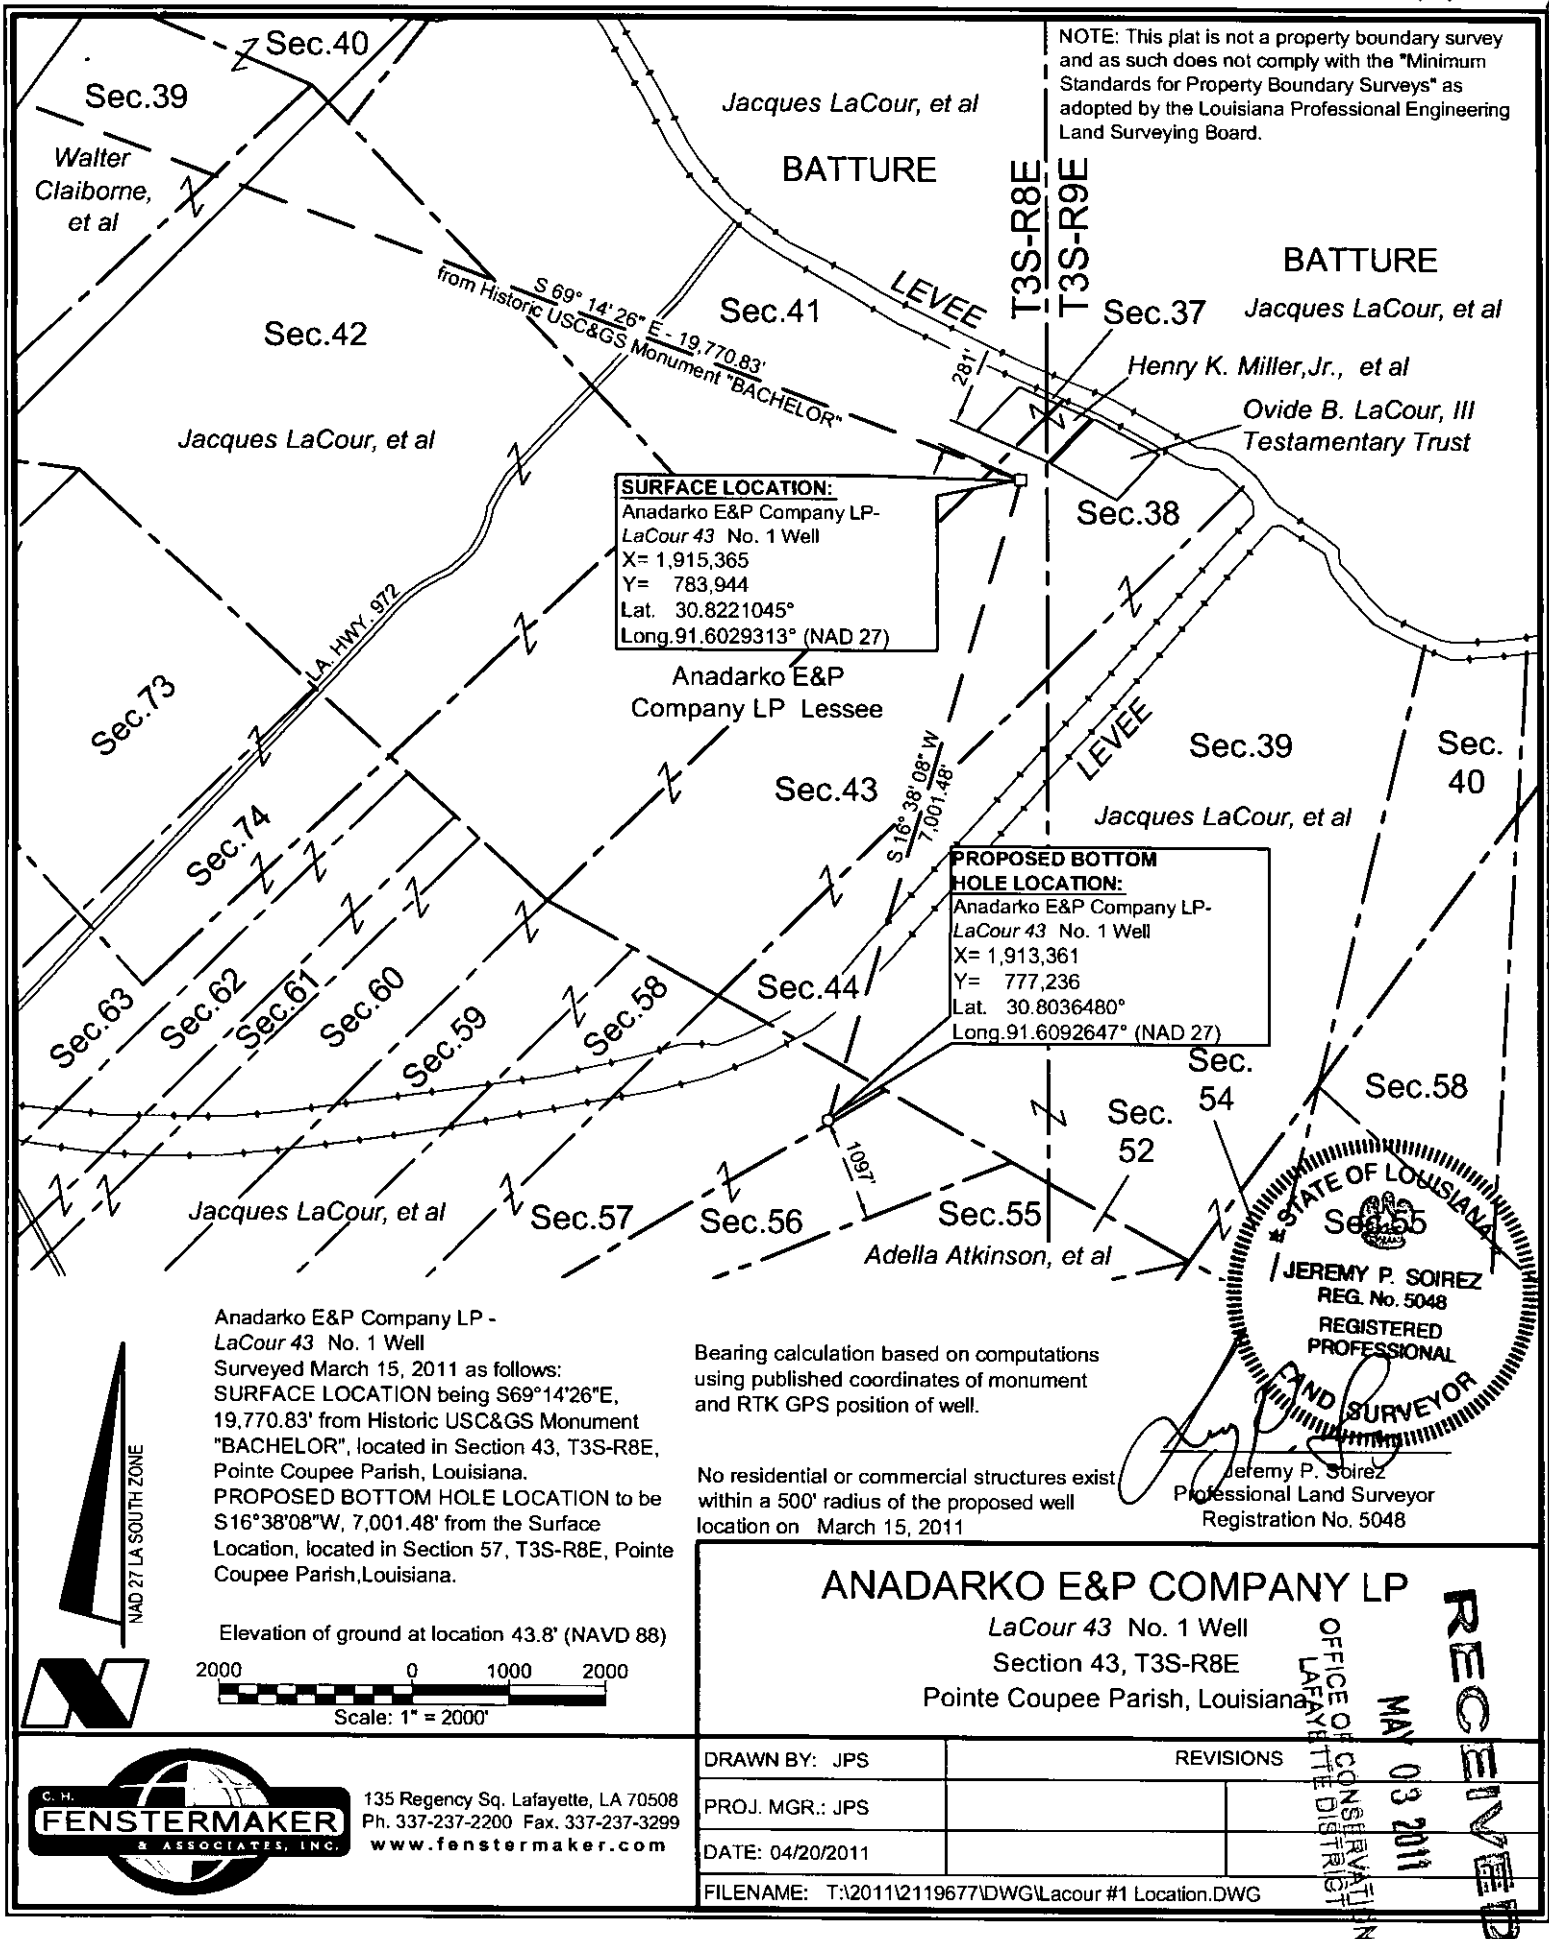 NOTE: This plat is not a property boundary survey
and as such does not comply with the "Minimum
Standards for Property Boundary Surveys" as
adopted by the Louisiana Professional Engineering
Land Surveying Board.
Sec.40
Sec.39
Walter
Claiborne,
et al
Jacques LaCour, et al
BATTURE
T3S-R8E
T3S-R9E
BATTURE
Jacques LaCour, et al
LEVEE
Sec.37
Sec.41
Sec.42
S 69° 14' 26" E - 19,770.83'
from Historic USC&GS Monument "BACHELOR"
281'
Henry K. Miller,Jr., et al
Ovide B. LaCour, III
Testamentary Trust
Jacques LaCour, et al
SURFACE LOCATION:
Anadarko E&P Company LP-
LaCour 43 No. 1 Well
X= 1,915,365
Y= 783,944
Lat. 30.8221045°
Long.91.6029313° (NAD 27)
Sec.38
LA. HWY. 972
Anadarko E&P
Company LP Lessee
Sec.73
S 16° 38' 08" W
7,001.48'
LEVEE
Sec.39
Sec.
40
Sec.43
Jacques LaCour, et al
Sec.74
PROPOSED BOTTOM
HOLE LOCATION:
Anadarko E&P Company LP-
LaCour 43 No. 1 Well
X= 1,913,361
Y= 777,236
Lat. 30.8036480°
Long.91.6092647° (NAD 27)
Sec.63
Sec.62
Sec.61
Sec.60
Sec.59
Sec.58
Sec.44
Sec.
54
Sec.58
Sec.
52
1097'
Jacques LaCour, et al
Sec.57
Sec.56
Sec.55
Adella Atkinson, et al
Sec.55
STATE OF LOUISIANA
JEREMY P. SOIREZ
REG. No. 5048
REGISTERED
PROFESSIONAL
LAND SURVEYOR
Jeremy P. Soirez
Professional Land Surveyor
Registration No. 5048
Anadarko E&P Company LP -
LaCour 43 No. 1 Well
Surveyed March 15, 2011 as follows:
SURFACE LOCATION being S69°14'26"E,
19,770.83' from Historic USC&GS Monument
"BACHELOR", located in Section 43, T3S-R8E,
Pointe Coupee Parish, Louisiana.
PROPOSED BOTTOM HOLE LOCATION to be
S16°38'08"W, 7,001.48' from the Surface
Location, located in Section 57, T3S-R8E, Pointe
Coupee Parish,Louisiana.
Elevation of ground at location 43.8' (NAVD 88)
Bearing calculation based on computations
using published coordinates of monument
and RTK GPS position of well.
No residential or commercial structures exist
within a 500' radius of the proposed well
location on March 15, 2011
NAD 27 LA SOUTH ZONE
2000 0 1000 2000
Scale: 1" = 2000'
ANADARKO E&P COMPANY LP
LaCour 43 No. 1 Well
Section 43, T3S-R8E
Pointe Coupee Parish, Louisiana
RECEIVED
MAY 03 2011
OFFICE OF CONSERVATION
LAFAYETTE DISTRICT
C. H.
FENSTERMAKER
& ASSOCIATES, INC.
135 Regency Sq. Lafayette, LA 70508
Ph. 337-237-2200 Fax. 337-237-3299
www.fenstermaker.com
DRAWN BY: JPS
REVISIONS
PROJ. MGR.: JPS
DATE: 04/20/2011
FILENAME: T:\2011\2119677\DWG\Lacour #1 Location.DWG